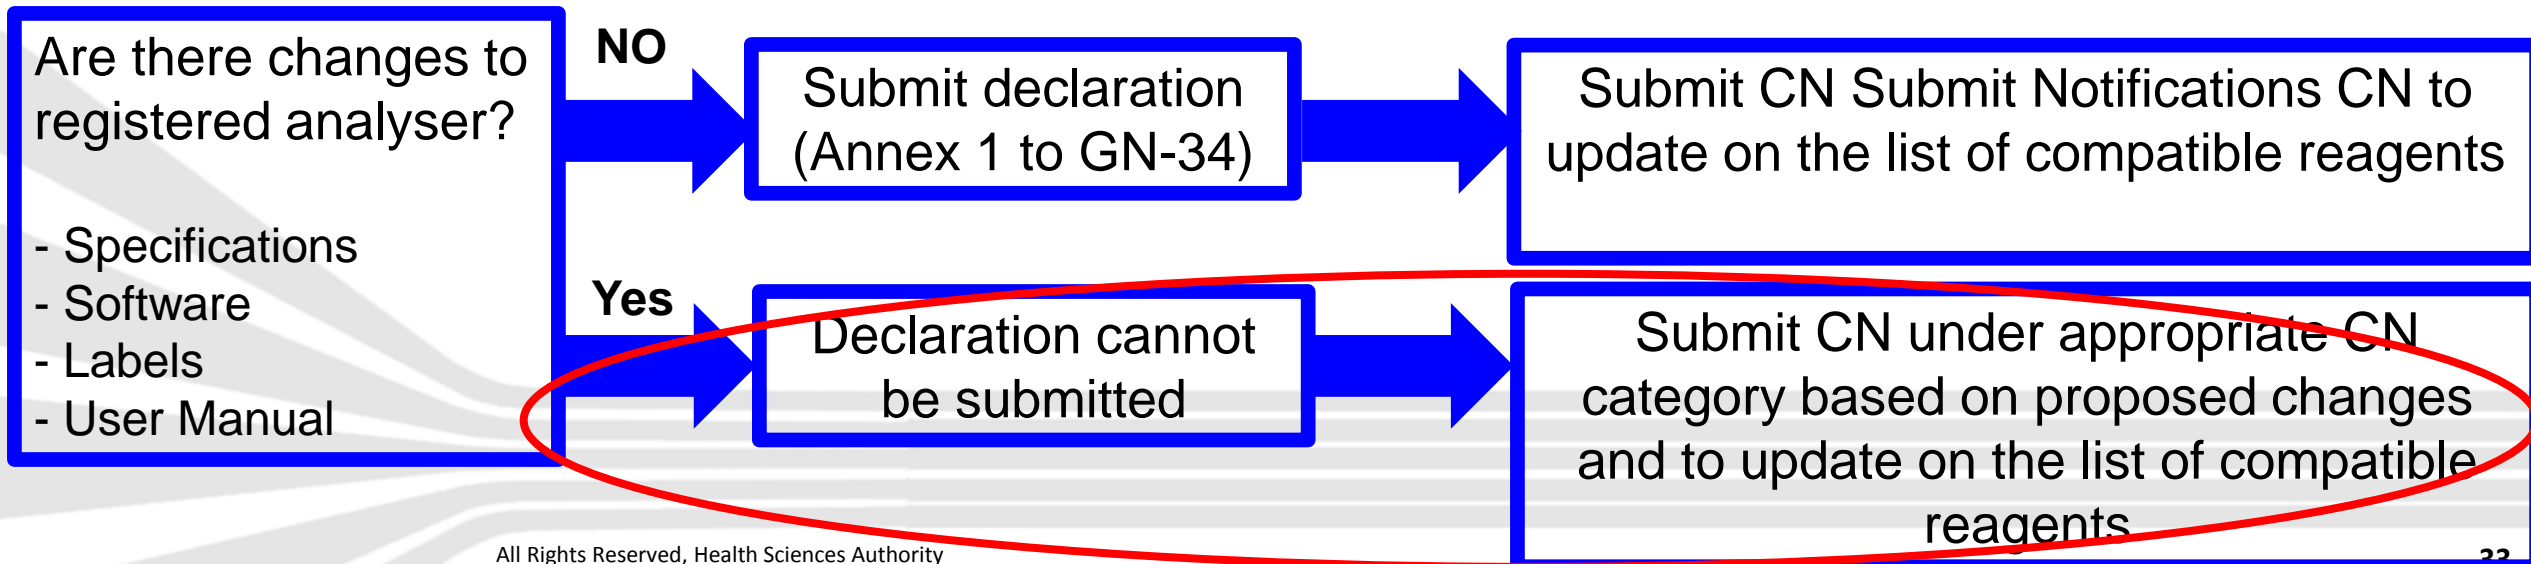 Are there changes to
registered analyser?
- Specifications
- Software
- Labels
- User Manual
NO
Submit declaration
(Annex 1 to GN-34)
Submit CN Submit Notifications CN to
update on the list of compatible reagents
Yes
Declaration cannot
be submitted
Submit CN under appropriate CN
category based on proposed changes
and to update on the list of compatible
reagents
All Rights Reserved, Health Sciences Authority
33